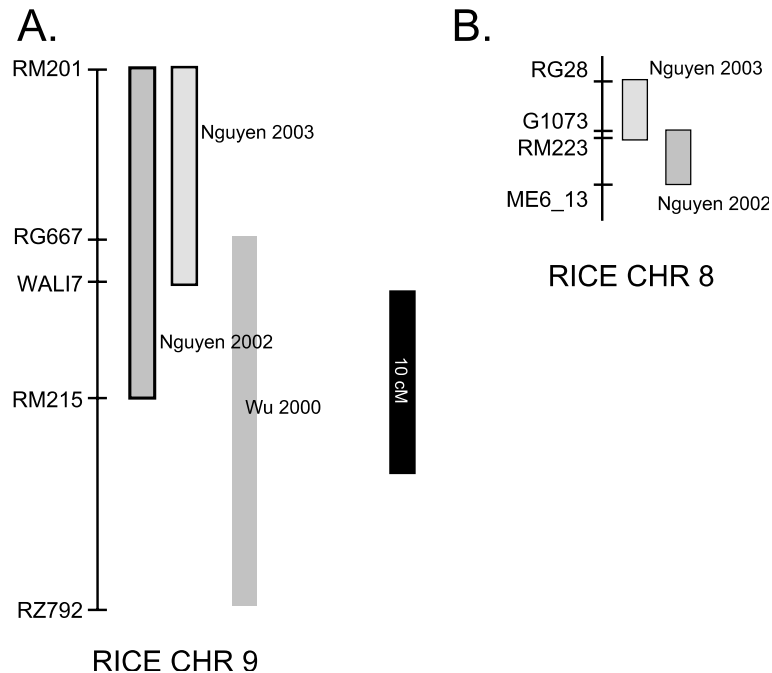 A.
RM201
Nguyen 2003
RG667
WALI7
Nguyen 2002
RM215
Wu 2000
RZ792
RICE CHR 9
10 cM
B.
RG28
Nguyen 2003
G1073
RM223
ME6_13
Nguyen 2002
RICE CHR 8